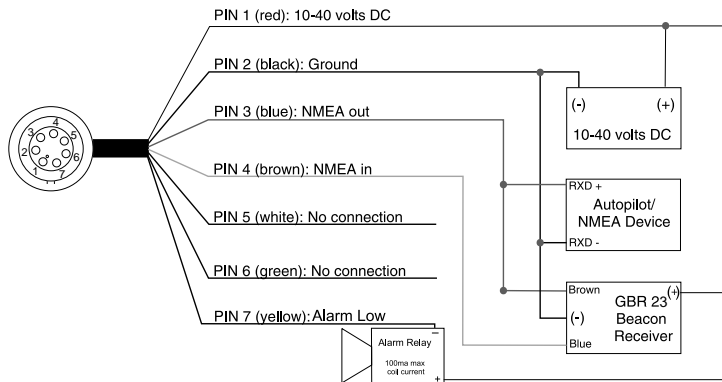 PIN 1 (red): 10-40 volts DC
PIN 2 (black): Ground
PIN 3 (blue): NMEA out
PIN 4 (brown): NMEA in
PIN 5 (white): No connection
PIN 6 (green): No connection
PIN 7 (yellow): Alarm Low
1
2
3
4
5
6
7
(-) (+)
10-40 volts DC
RXD +
Autopilot/
NMEA Device
RXD -
Brown
(+)
GBR 23
(-)
Beacon
Receiver
Blue
–
Alarm Relay
100ma max
coil current
+